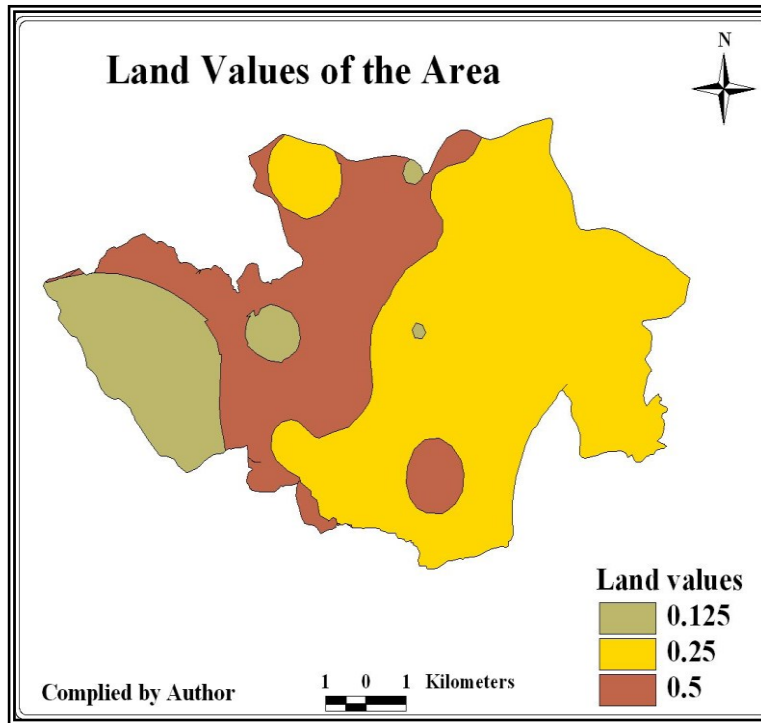 N
Land Values of the Area
Land values
0.125
0.25
0.5
Complied by Author
1 0 1 Kilometers